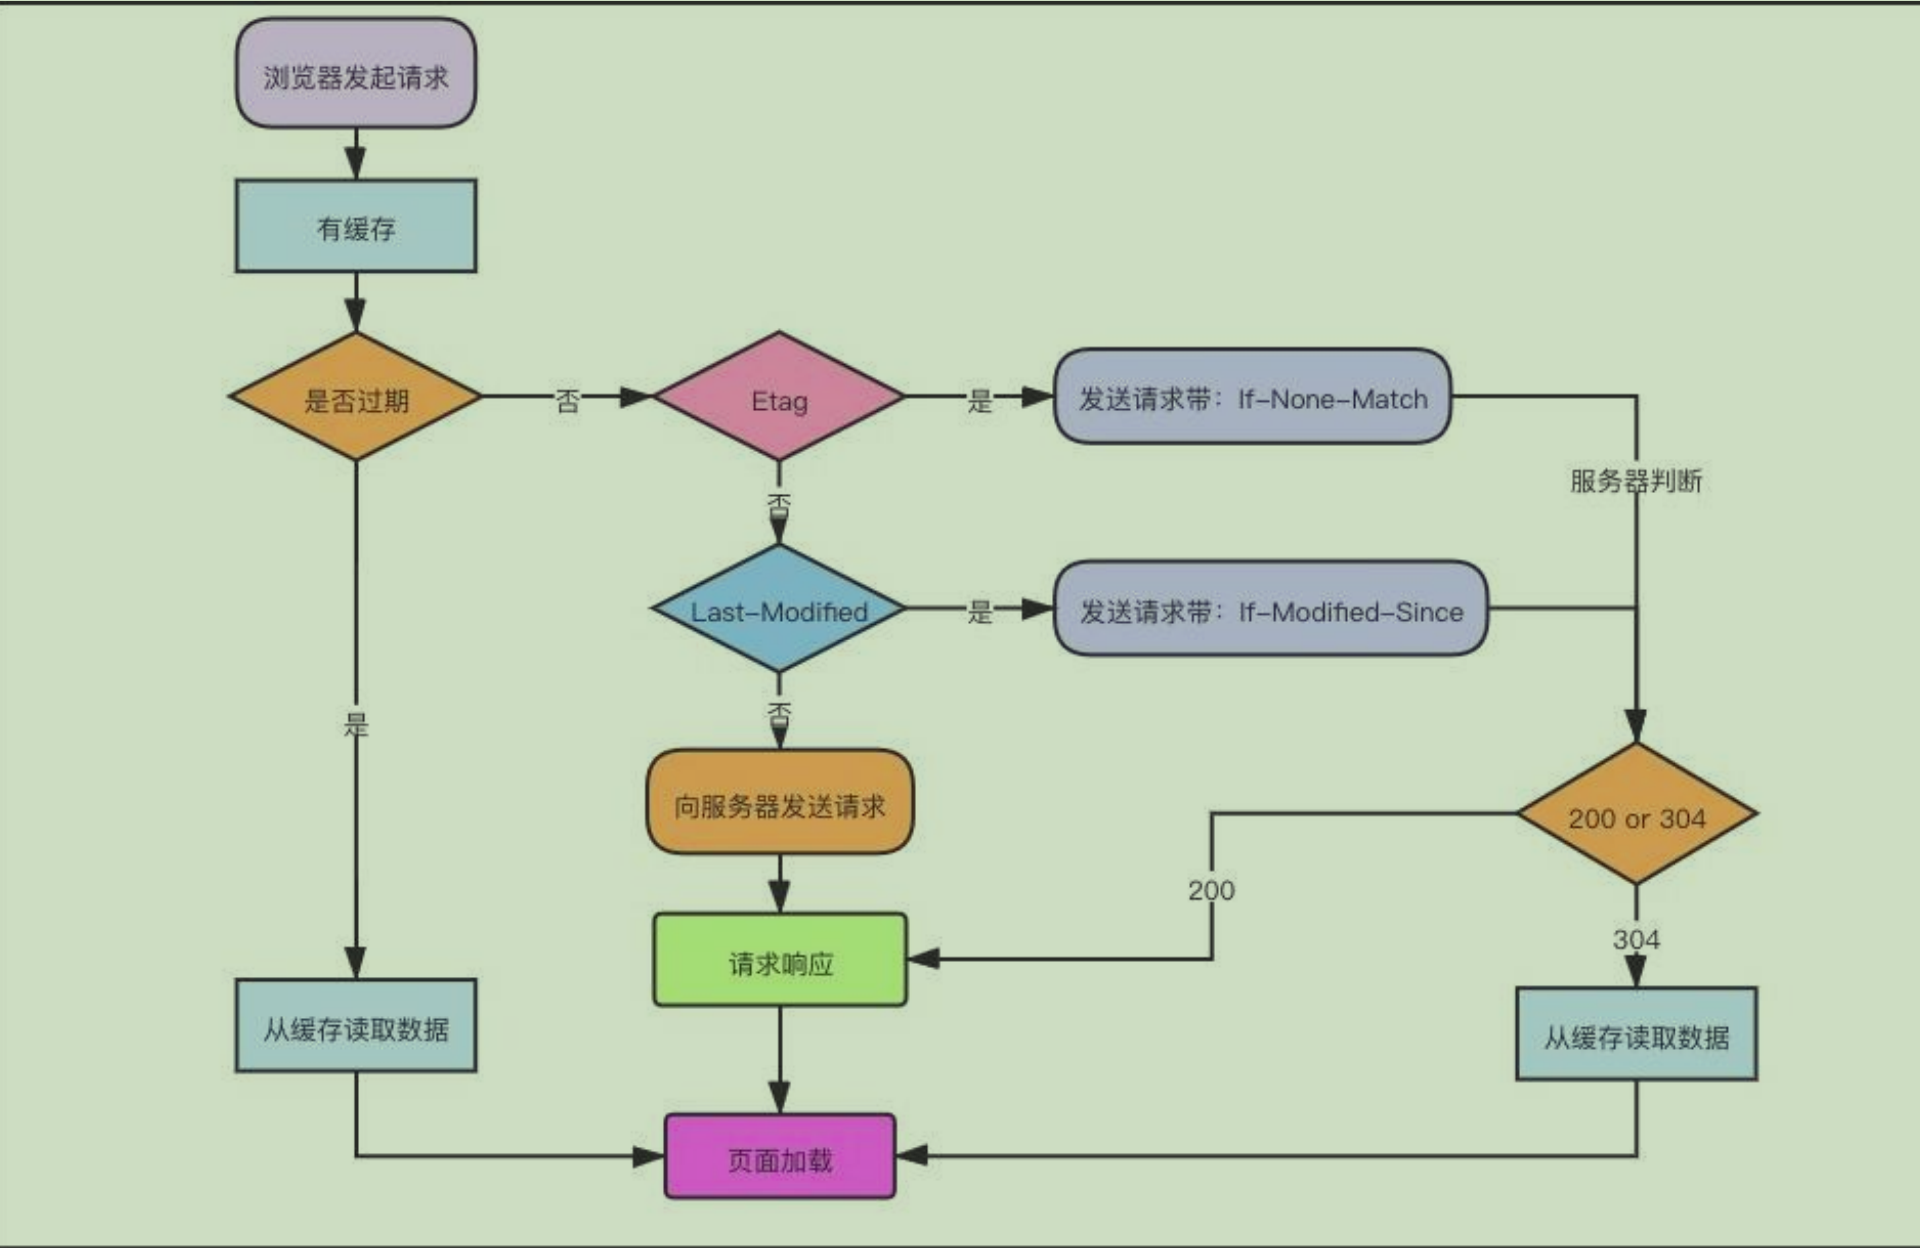 浏览器发起请求
有缓存
是否过期
否
Etag
是
发送请求带：If-None-Match
服务器判断
否
Last-Modified
是
发送请求带：If-Modified-Since
是
否
向服务器发送请求
200 or 304
200
304
请求响应
从缓存读取数据
从缓存读取数据
页面加载